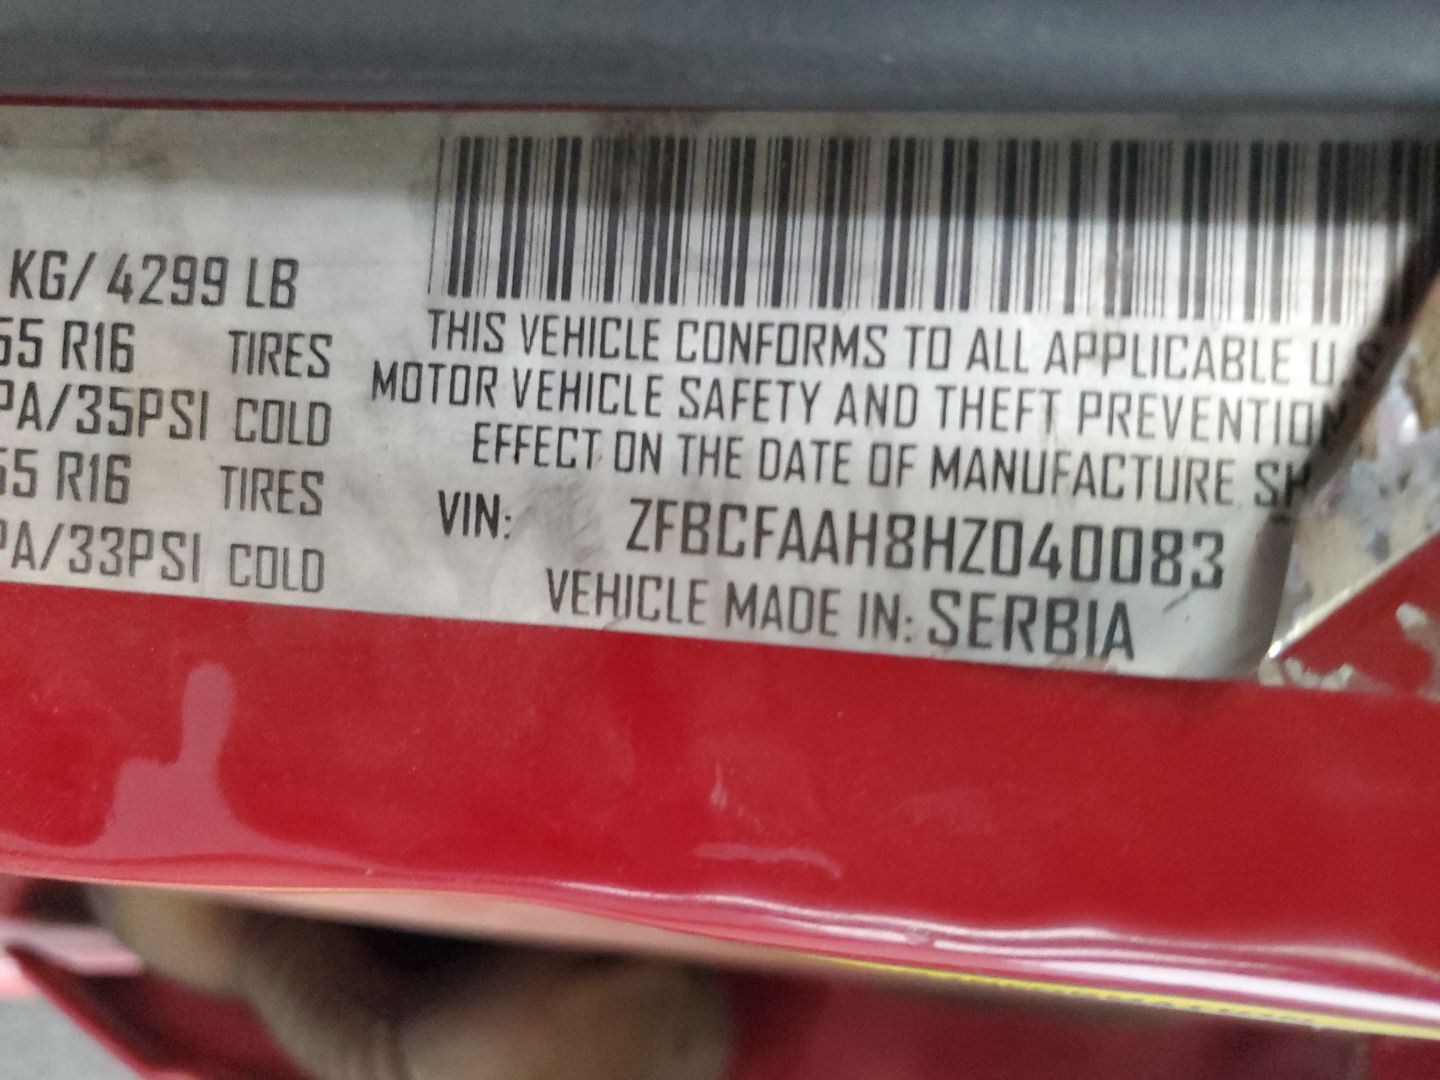 KG/ 4299 LB
55 R16 TIRES
PA/35PSI COLD
55 R16 TIRES
PA/33PSI COLD
THIS VEHICLE CONFORMS TO ALL APPLICABLE U.
MOTOR VEHICLE SAFETY AND THEFT PREVENTION
EFFECT ON THE DATE OF MANUFACTURE SH
VIN: ZFBCFAAH8HZ040083
VEHICLE MADE IN: SERBIA